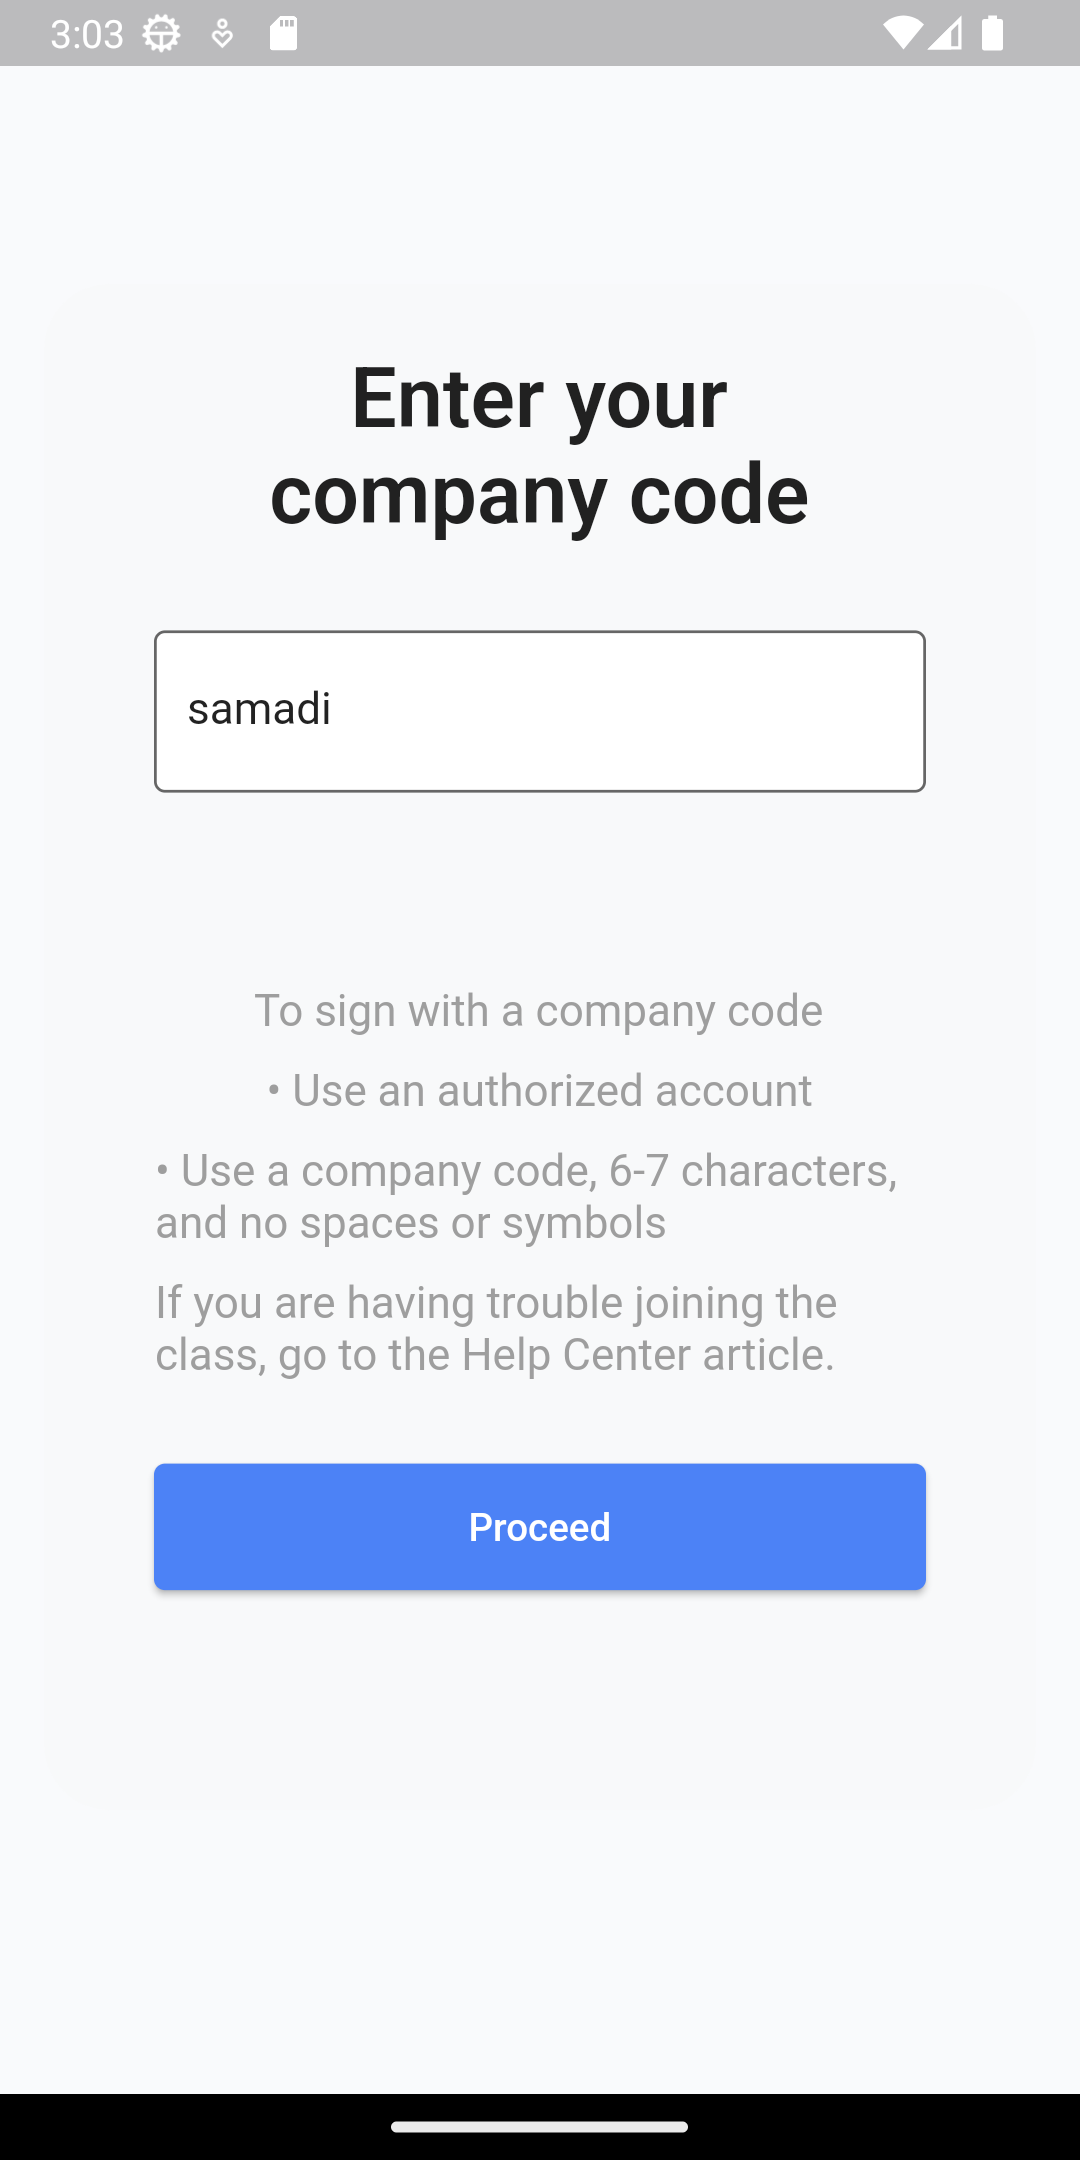 3:03
Enter your
company code
samadi
To sign with a company code
• Use an authorized account
• Use a company code, 6-7 characters,
and no spaces or symbols
If you are having trouble joining the
class, go to the Help Center article.
Proceed